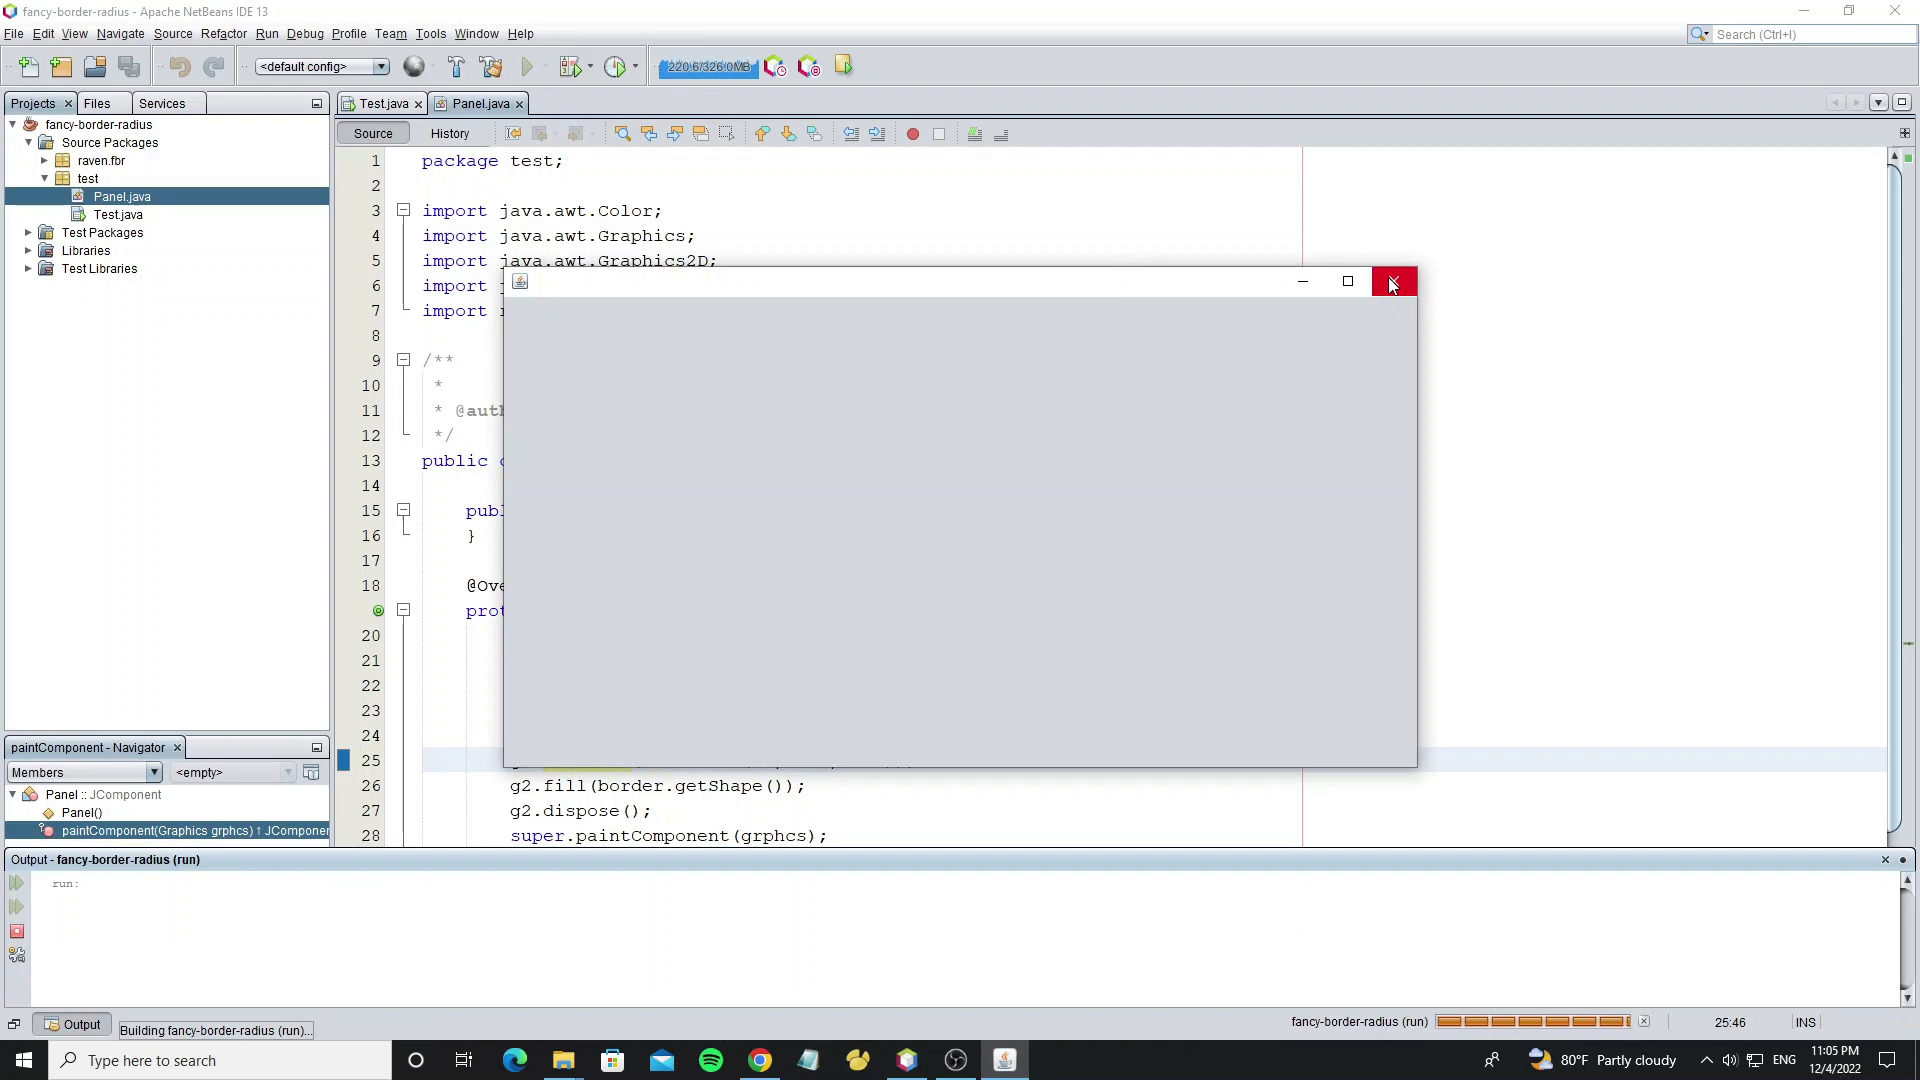 fancy-border-radius - Apache NetBeans IDE 13
File Edit View Navigate Source Refactor Run Debug Profile Team Tools Window Help
Search (Ctrl+I)
<default config>
220.6/326.0MB
Projects Files Services
Test.java Panel.java
Source History
fancy-border-radius
Source Packages
raven.fbr
test
Panel.java
Test.java
Test Packages
Libraries
Test Libraries
1 package test;
2
3 import java.awt.Color;
4 import java.awt.Graphics;
5 import java.awt.Graphics2D;
6 import
7 import
8
9 /**
10 *
11 * @auth
12 */
13 public
14
15 publ
16 }
17
18 @Ove
prot
20
21
22
23
24
25
26 g2.fill(border.getShape());
27 g2.dispose();
28 super.paintComponent(grphcs);
paintComponent - Navigator
Members <empty>
Panel :: JComponent
Panel()
paintComponent(Graphics grphcs) ↑ JComponen
Output - fancy-border-radius (run)
run:
Output
Building fancy-border-radius (run)...
fancy-border-radius (run)
25:46
INS
Type here to search
80°F Partly cloudy
ENG
11:05 PM
12/4/2022